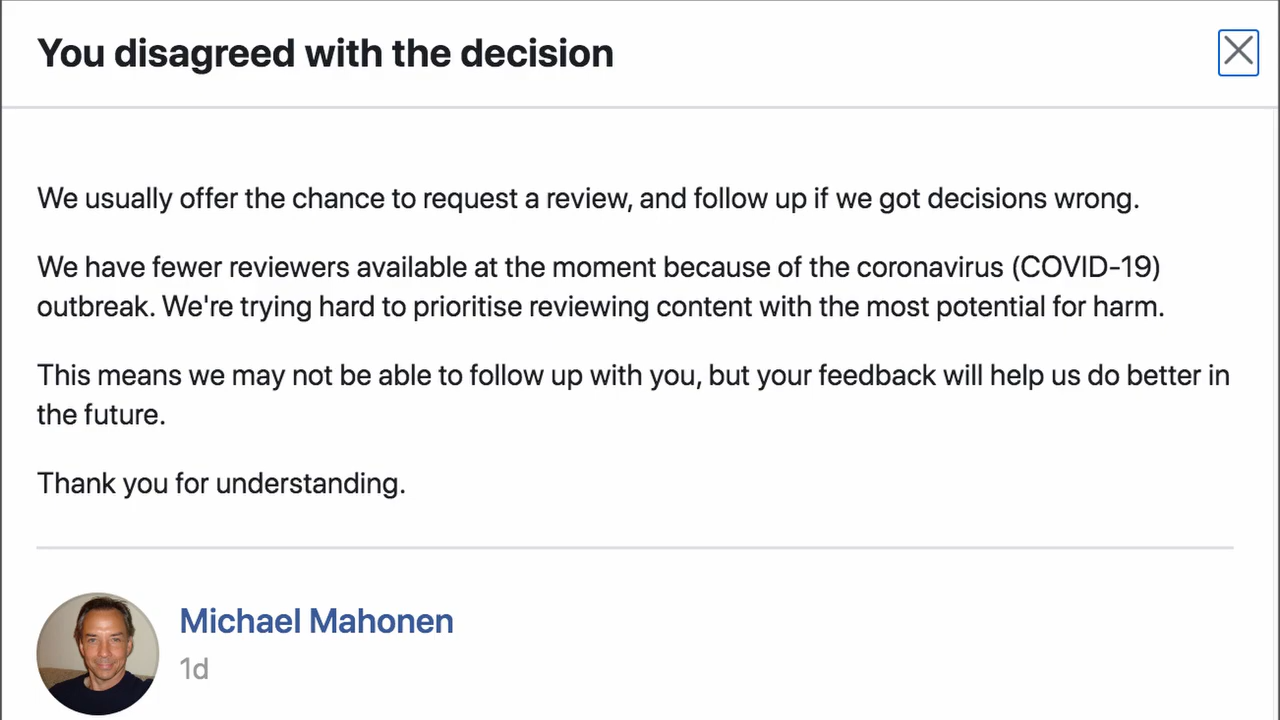 You disagreed with the decision
We usually offer the chance to request a review, and follow up if we got decisions wrong.
We have fewer reviewers available at the moment because of the coronavirus (COVID-19)
outbreak. We're trying hard to prioritise reviewing content with the most potential for harm.
This means we may not be able to follow up with you, but your feedback will help us do better in
the future.
Thank you for understanding.
Michael Mahonen
1d